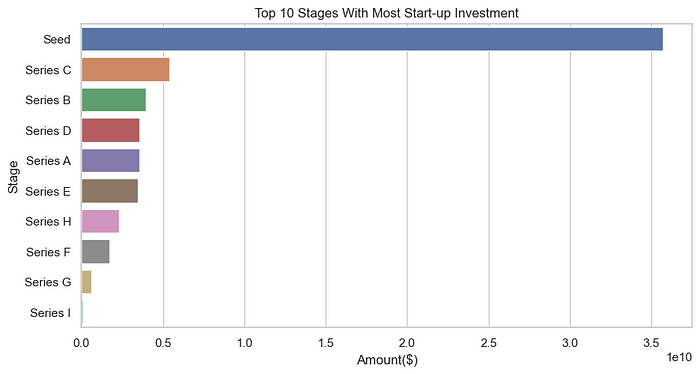 Top 10 Stages With Most Start-up Investment
Stage
Seed
Series C
Series B
Series D
Series A
Series E
Series H
Series F
Series G
Series I
0.0 0.5 1.0 1.5 2.0 2.5 3.0 3.5
1e10
Amount($)